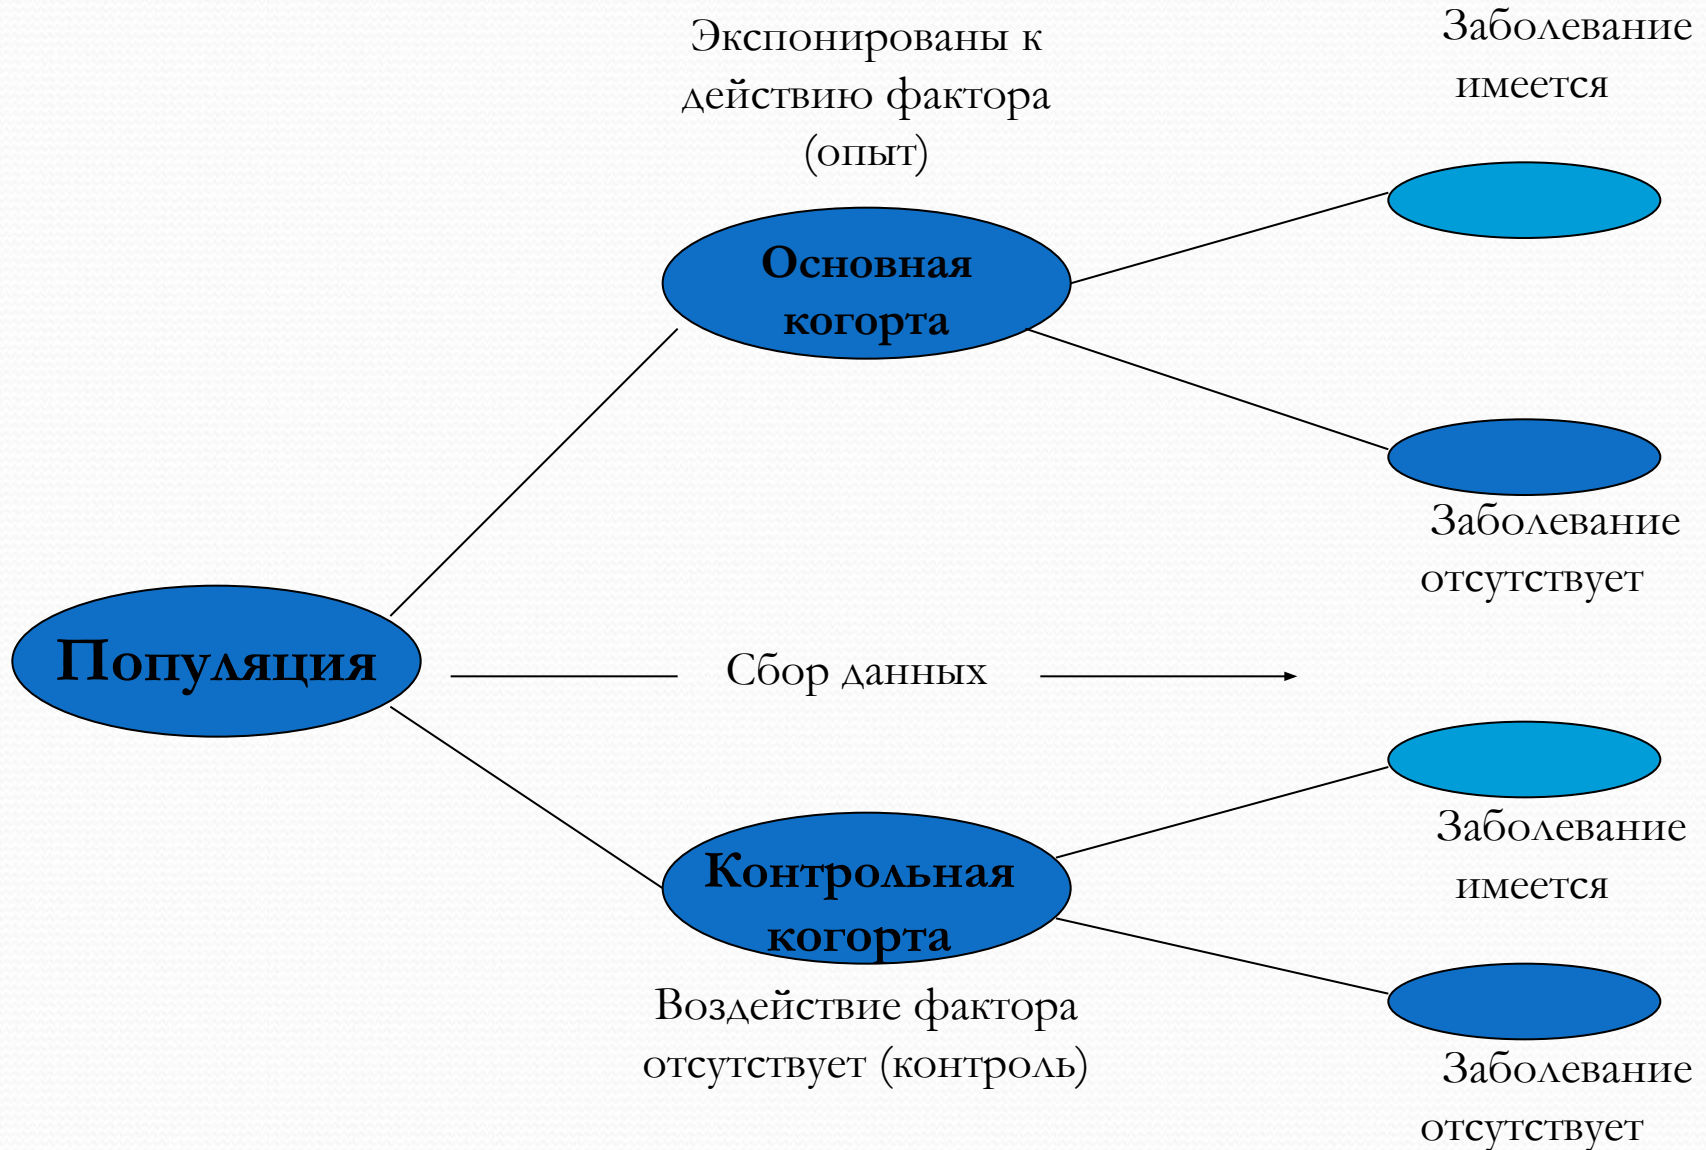 Экспонированы к
действию фактора
(опыт)
Заболевание
имеется
Основная
когорта
Заболевание
отсутствует
Популяция
Сбор данных
Контрольная
когорта
Заболевание
имеется
Воздействие фактора
отсутствует (контроль)
Заболевание
отсутствует